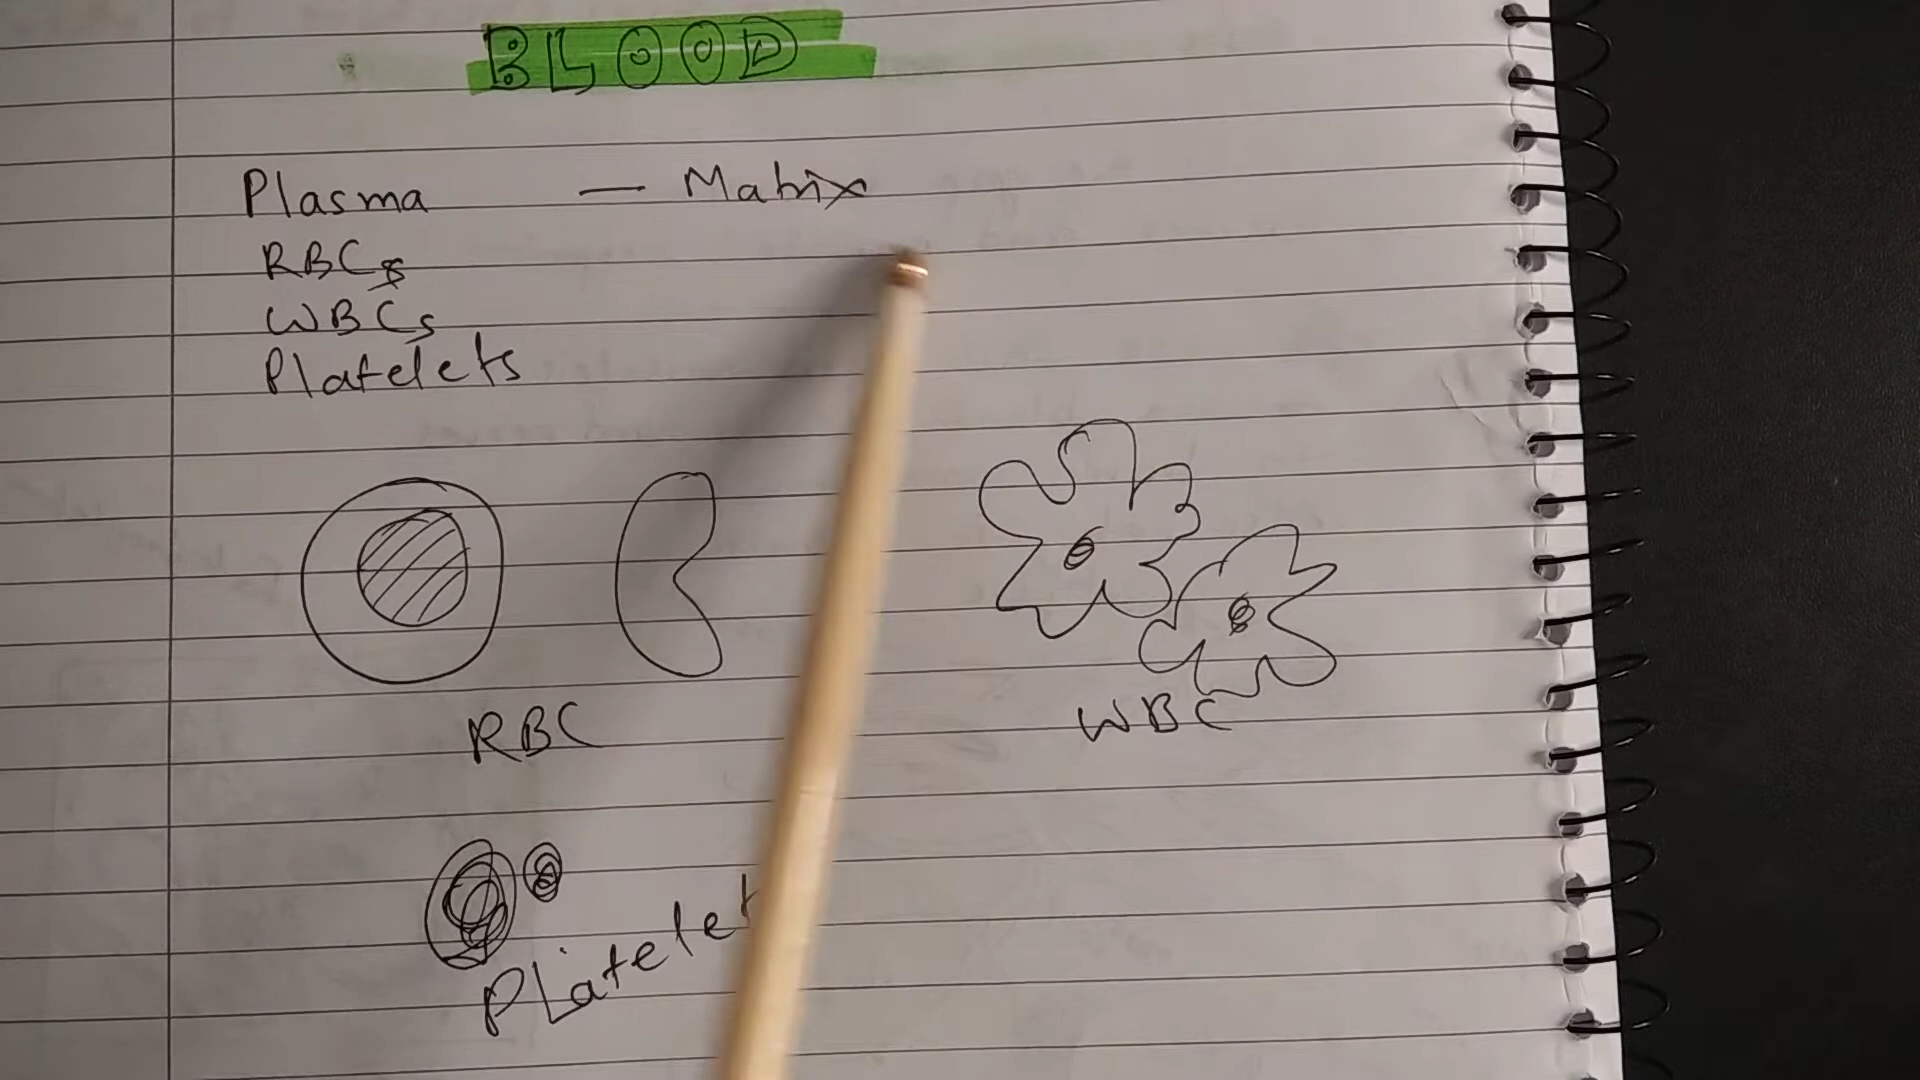 BLOOD
Plasma — Matrix
RBCs
WBCs
Platelets
RBC
WBC
Platelet